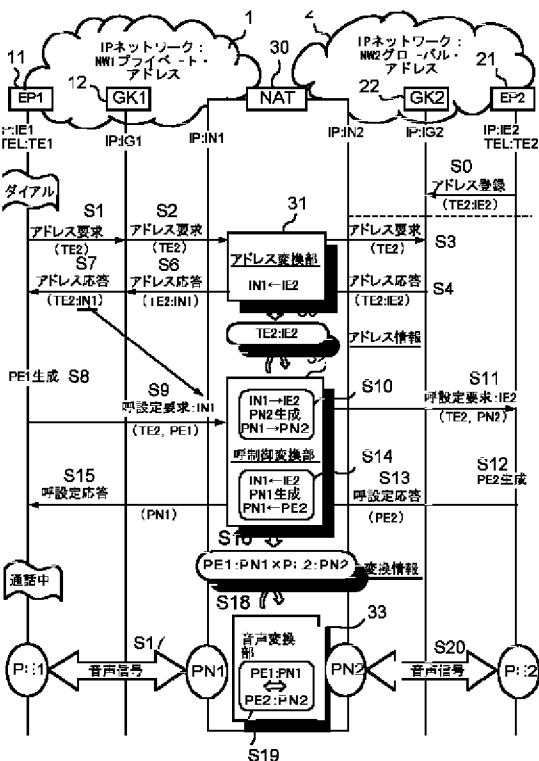 1
2
IPネットワーク:
NW1プライベート・
アドレス
30
IPネットワーク:
NW2グローバル・
アドレス
11
12
22
21
EP1
GK1
NAT
GK2
EP2
IP:IE1
TEL:TE1
IP:IG1
IP:IN1
IP:IN2
IP:IG2
IP:IE2
TEL:TE2
S0
アドレス登録
(TE2:IE2)
ダイアル
S1
S2
31
アドレス要求
(TE2)
アドレス要求
(TE2)
アドレス要求
(TE2)
S3
アドレス変換部
IN1←IE2
S7
S6
アドレス応答
(TE2:IN1)
アドレス応答
(TE2:IN1)
アドレス応答
(TE2:IE2)
S4
TE2:IE2
アドレス情報
PE1生成 S8
S9
呼設定要求:IN1
(TE2, PE1)
IN1→IE2
PN2生成
PN1→PN2
S10
S11
呼設定要求:IE2
(TE2, PN2)
呼制御変換部
S12
PE2生成
S15
呼設定応答
(PN1)
IN1←IE2
PN1生成
PN1←PE2
S14
S13
呼設定応答
(PE2)
S16
PE1:PN1×PE2:PN2
変換情報
通話中
S18
33
音声変換
部
PE1:PN1
⇔
PE2:PN2
S17
音声信号
PE1
PN1
PN2
S20
音声信号
PE2
S19